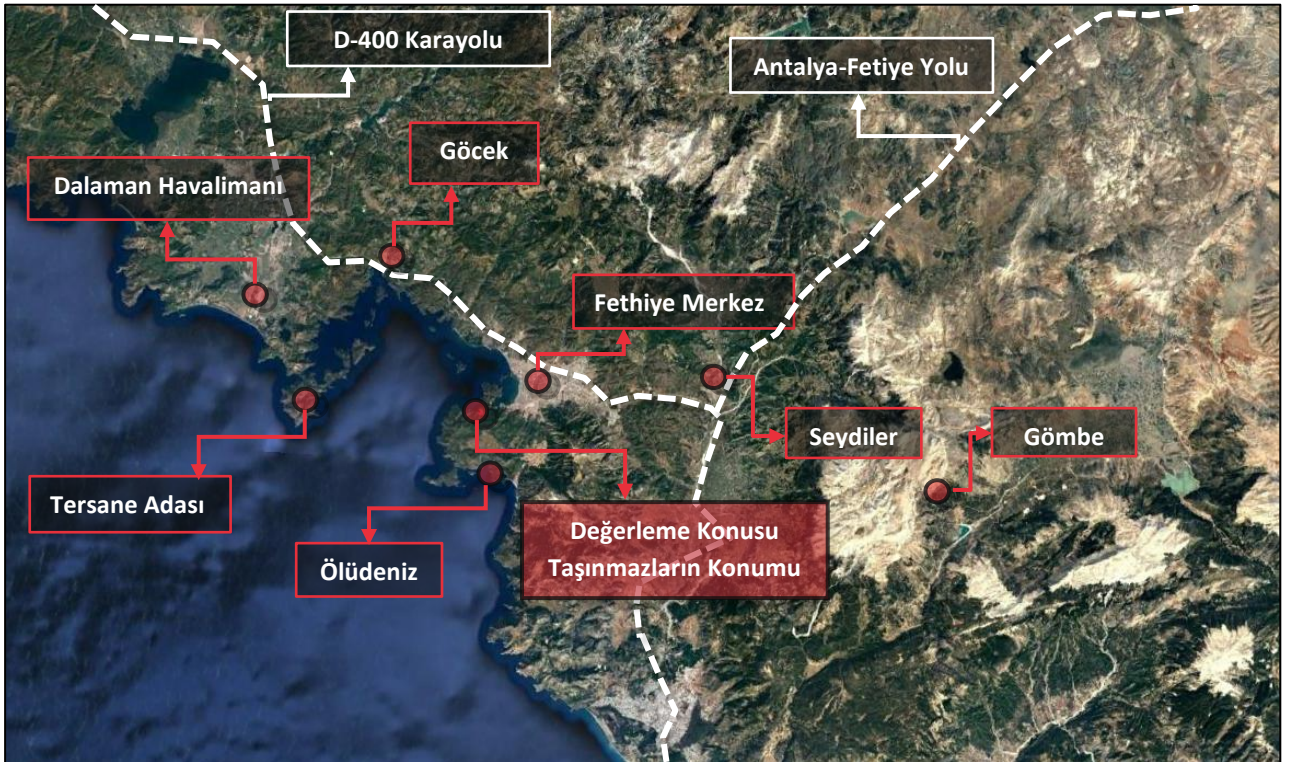 D-400 Karayolu
Antalya-Fetiye Yolu
Göcek
Dalaman Havalimanı
Fethiye Merkez
Seydiler
Gömbe
Tersane Adası
Değerleme Konusu
Taşınmazların Konumu
Ölüdeniz